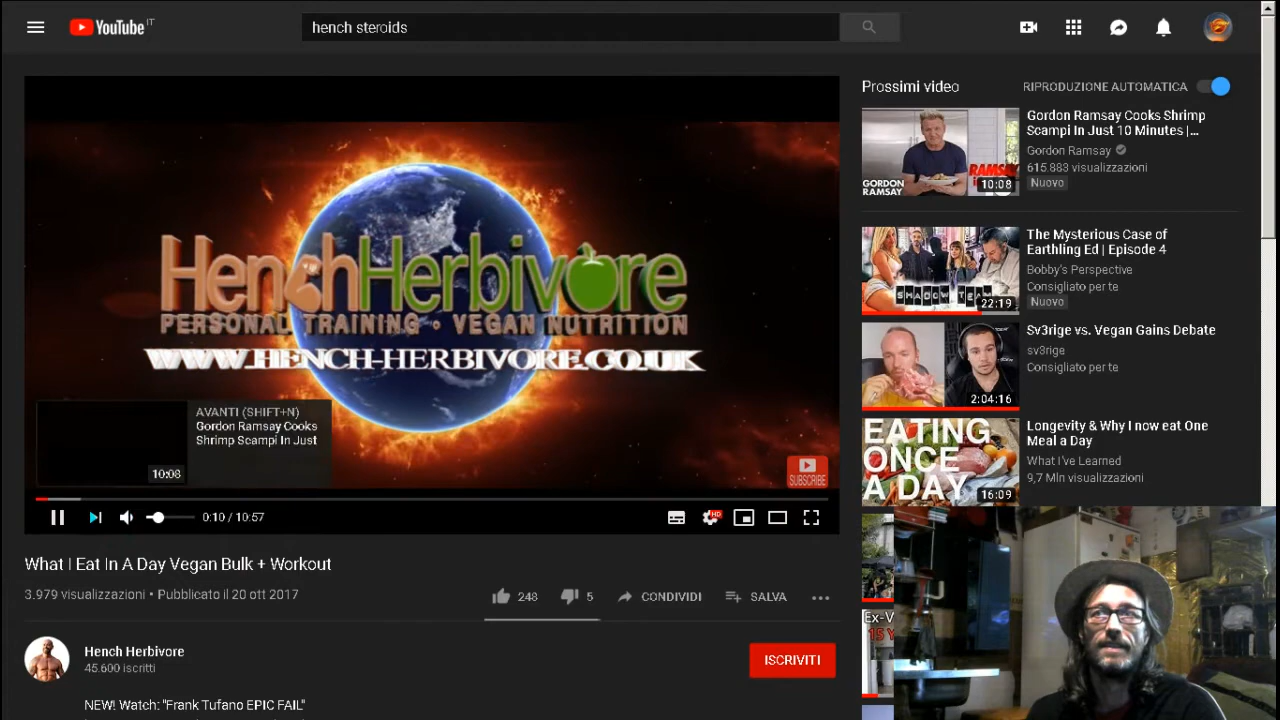 YouTube IT
hench steroids
HenchHerbivore
PERSONAL TRAINING · VEGAN NUTRITION
WWW.HENCH-HERBIVORE.CO.UK
AVANTI (SHIFT+N)
Gordon Ramsay Cooks
Shrimp Scampi In Just
10:08
SUBSCRIBE
0:10 / 10:57
HD
What I Eat In A Day Vegan Bulk + Workout
3.979 visualizzazioni • Pubblicato il 20 ott 2017
248
5
CONDIVIDI
SALVA
Hench Herbivore
45.600 iscritti
ISCRIVITI
NEW! Watch: "Frank Tufano EPIC FAIL"
Prossimi video
RIPRODUZIONE AUTOMATICA
GORDON
RAMSAY
10:08
Gordon Ramsay Cooks Shrimp
Scampi In Just 10 Minutes |...
Gordon Ramsay
615.883 visualizzazioni
Nuovo
SHADOW TEAM
22:19
The Mysterious Case of
Earthling Ed | Episode 4
Bobby's Perspective
Consigliato per te
Nuovo
2:04:16
Sv3rige vs. Vegan Gains Debate
sv3rige
Consigliato per te
EATING
ONCE
A DAY
16:09
Longevity & Why I now eat One
Meal a Day
What I've Learned
9,7 Mln visualizzazioni
Ex-V
15 Y